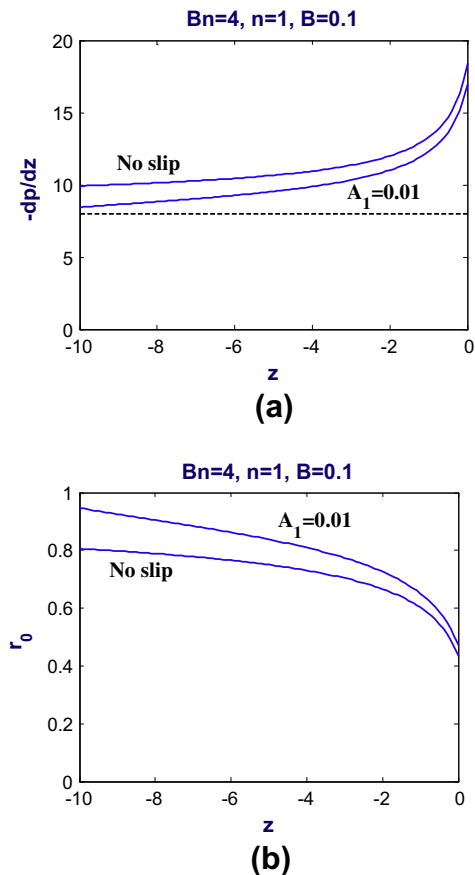 Bn=4, n=1, B=0.1
20
15
10
5
0
-dp/dz
No slip
A1=0.01
-10 -8 -6 -4 -2 0
z
(a)
Bn=4, n=1, B=0.1
1
0.8
0.6
0.4
0.2
0
r0
A1=0.01
No slip
-10 -8 -6 -4 -2 0
z
(b)